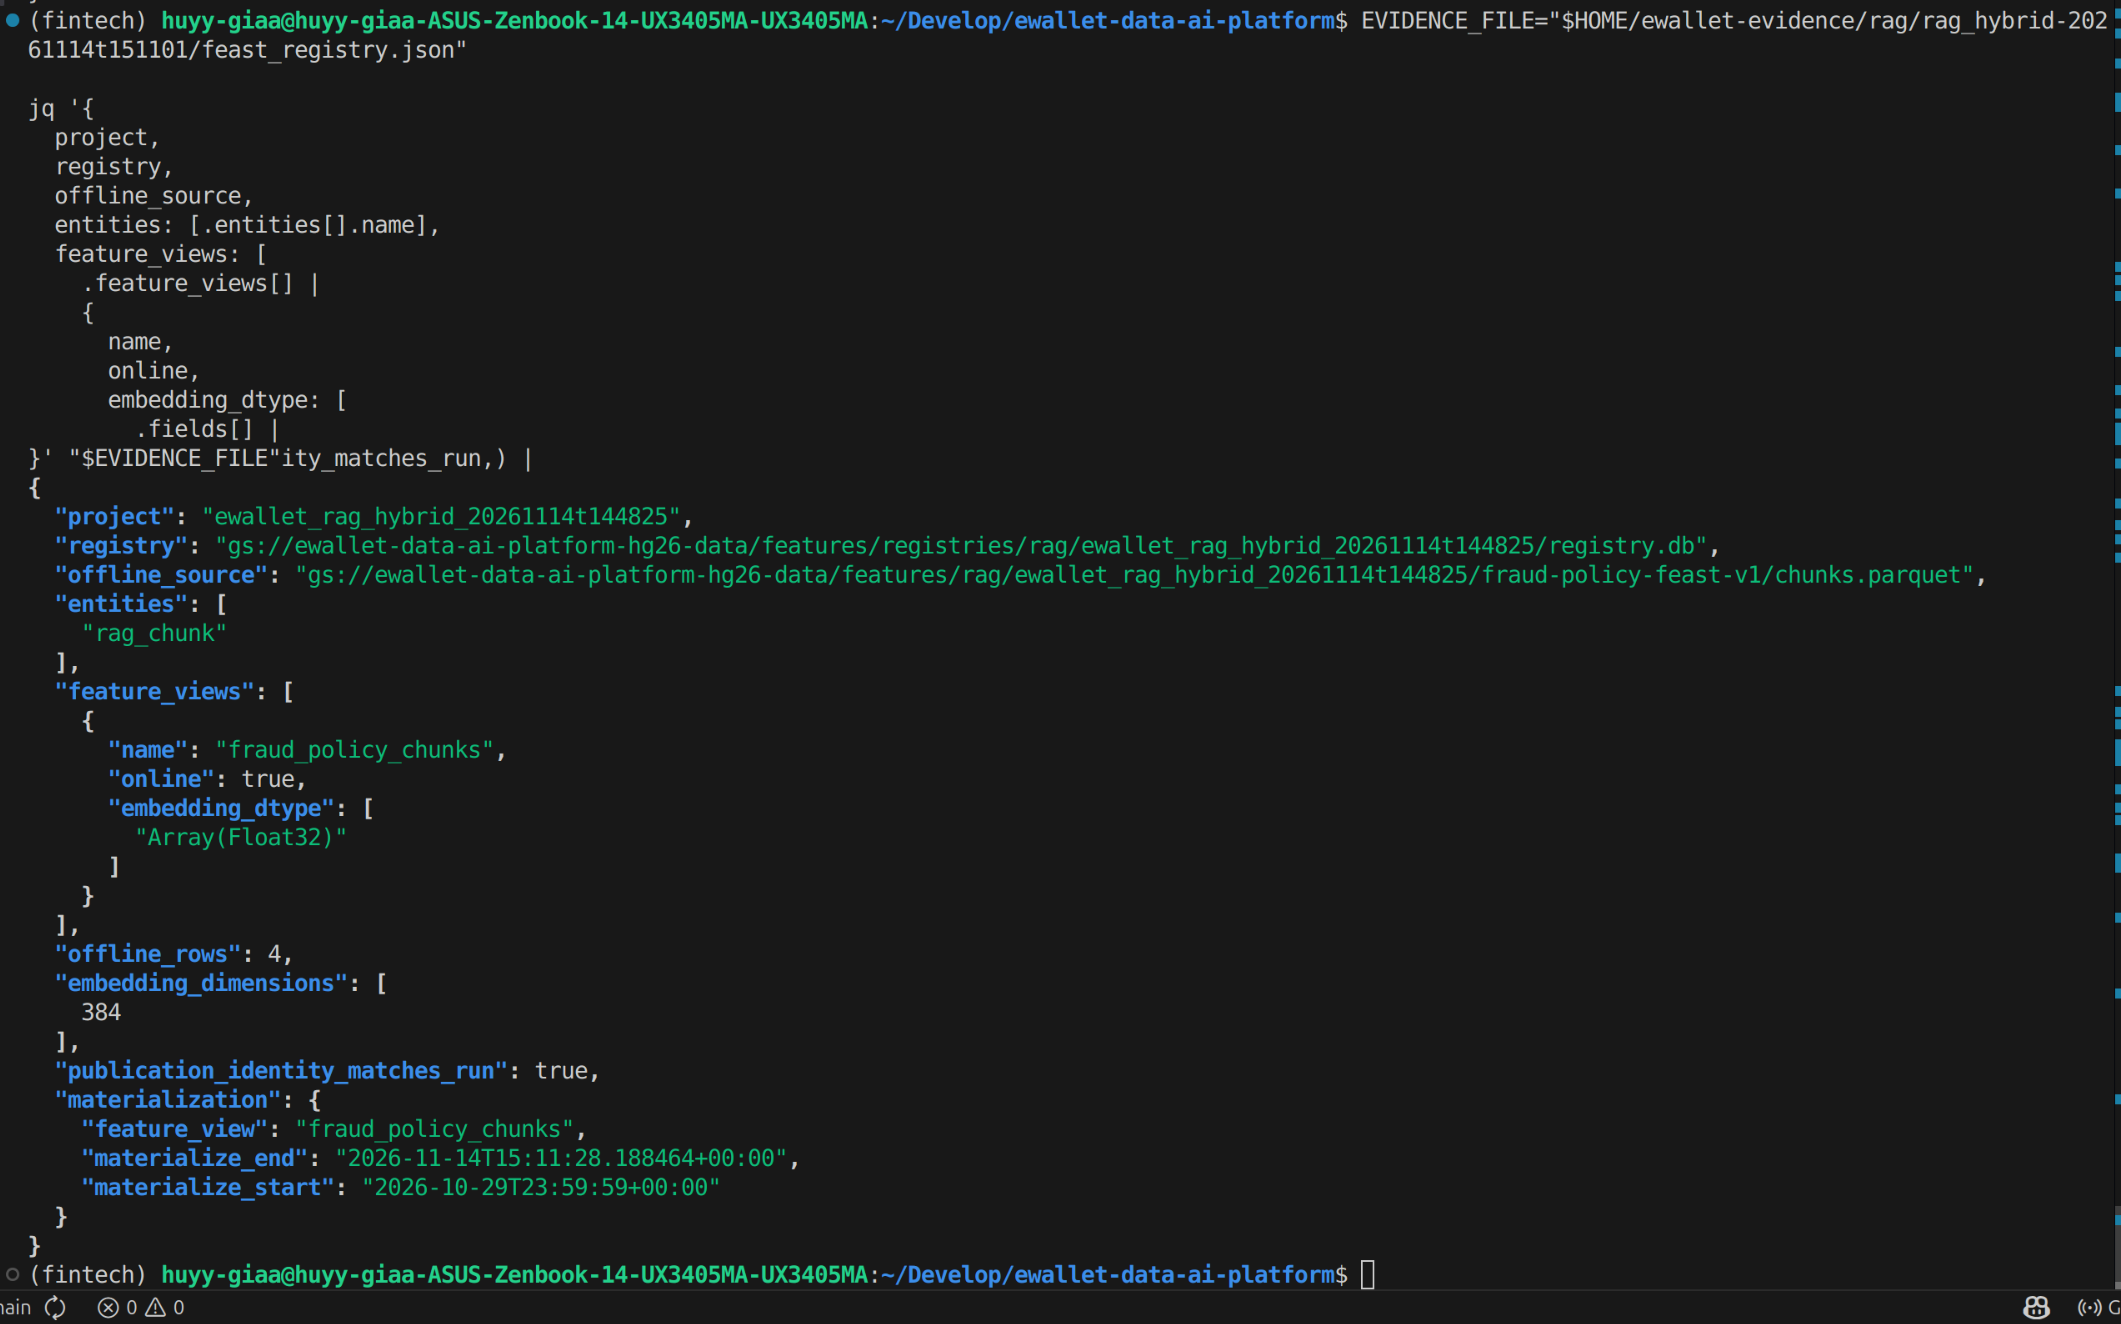 (fintech) huyy-giaa@huyy-giaa-ASUS-Zenbook-14-UX3405MA-UX3405MA:~/Develop/ewallet-data-ai-platform$ EVIDENCE_FILE="$HOME/ewallet-evidence/rag/rag_hybrid-202
61114t151101/feast_registry.json"
jq '{
project,
registry,
offline_source,
entities: [.entities[].name],
feature_views: [
.feature_views[] |
{
name,
online,
embedding_dtype: [
.fields[] |
}' "$EVIDENCE_FILE"ity_matches_run,) |
{
"project": "ewallet_rag_hybrid_20261114t144825",
"registry": "gs://ewallet-data-ai-platform-hg26-data/features/registries/rag/ewallet_rag_hybrid_20261114t144825/registry.db",
"offline_source": "gs://ewallet-data-ai-platform-hg26-data/features/rag/ewallet_rag_hybrid_20261114t144825/fraud-policy-feast-v1/chunks.parquet",
"entities": [
"rag_chunk"
],
"feature_views": [
{
"name": "fraud_policy_chunks",
"online": true,
"embedding_dtype": [
"Array(Float32)"
]
}
],
"offline_rows": 4,
"embedding_dimensions": [
384
],
"publication_identity_matches_run": true,
"materialization": {
"feature_view": "fraud_policy_chunks",
"materialize_end": "2026-11-14T15:11:28.188464+00:00",
"materialize_start": "2026-10-29T23:59:59+00:00"
}
}
(fintech) huyy-giaa@huyy-giaa-ASUS-Zenbook-14-UX3405MA-UX3405MA:~/Develop/ewallet-data-ai-platform$
ain 0 0 G